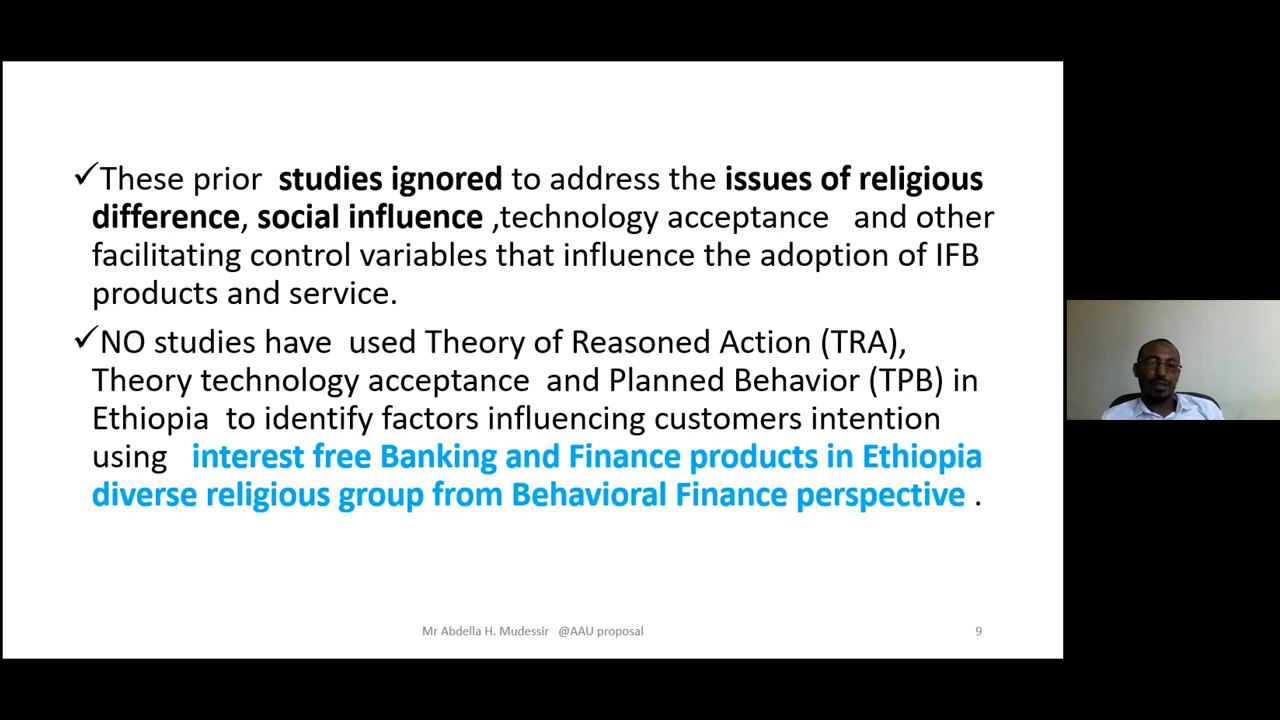 ✓These prior studies ignored to address the issues of religious
difference, social influence ,technology acceptance and other
facilitating control variables that influence the adoption of IFB
products and service.
✓NO studies have used Theory of Reasoned Action (TRA),
Theory technology acceptance and Planned Behavior (TPB) in
Ethiopia to identify factors influencing customers intention
using interest free Banking and Finance products in Ethiopia
diverse religious group from Behavioral Finance perspective .
Mr Abdella H. Mudessir @AAU proposal
9